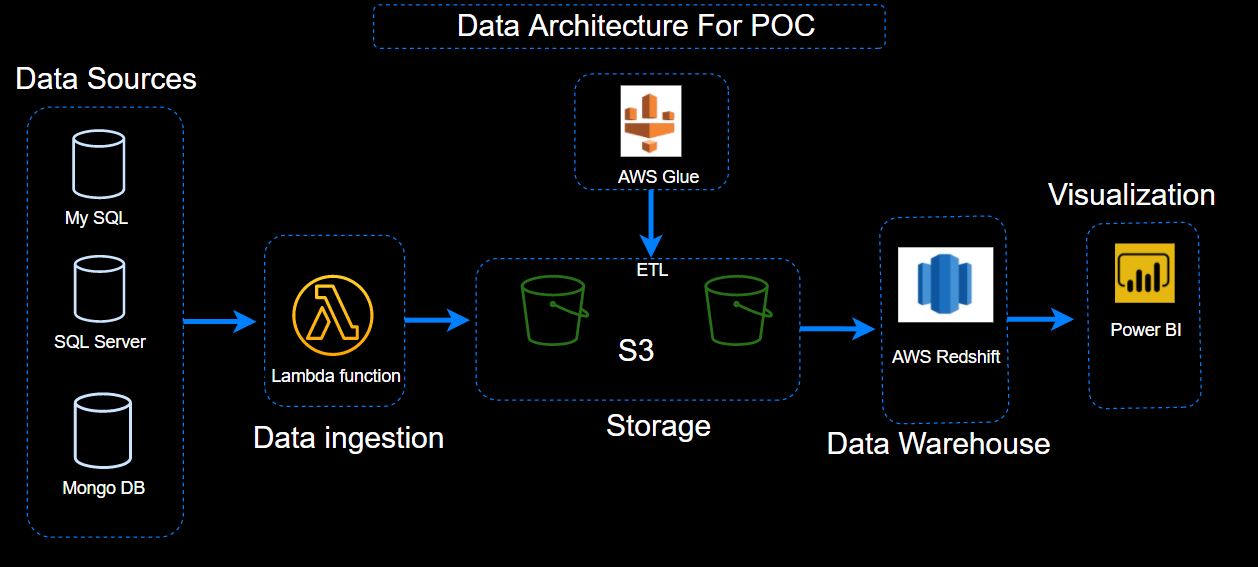 Data Architecture For POC
Data Sources
My SQL
SQL Server
Mongo DB
Lambda function
Data ingestion
AWS Glue
ETL
S3
Storage
AWS Redshift
Data Warehouse
Visualization
Power BI